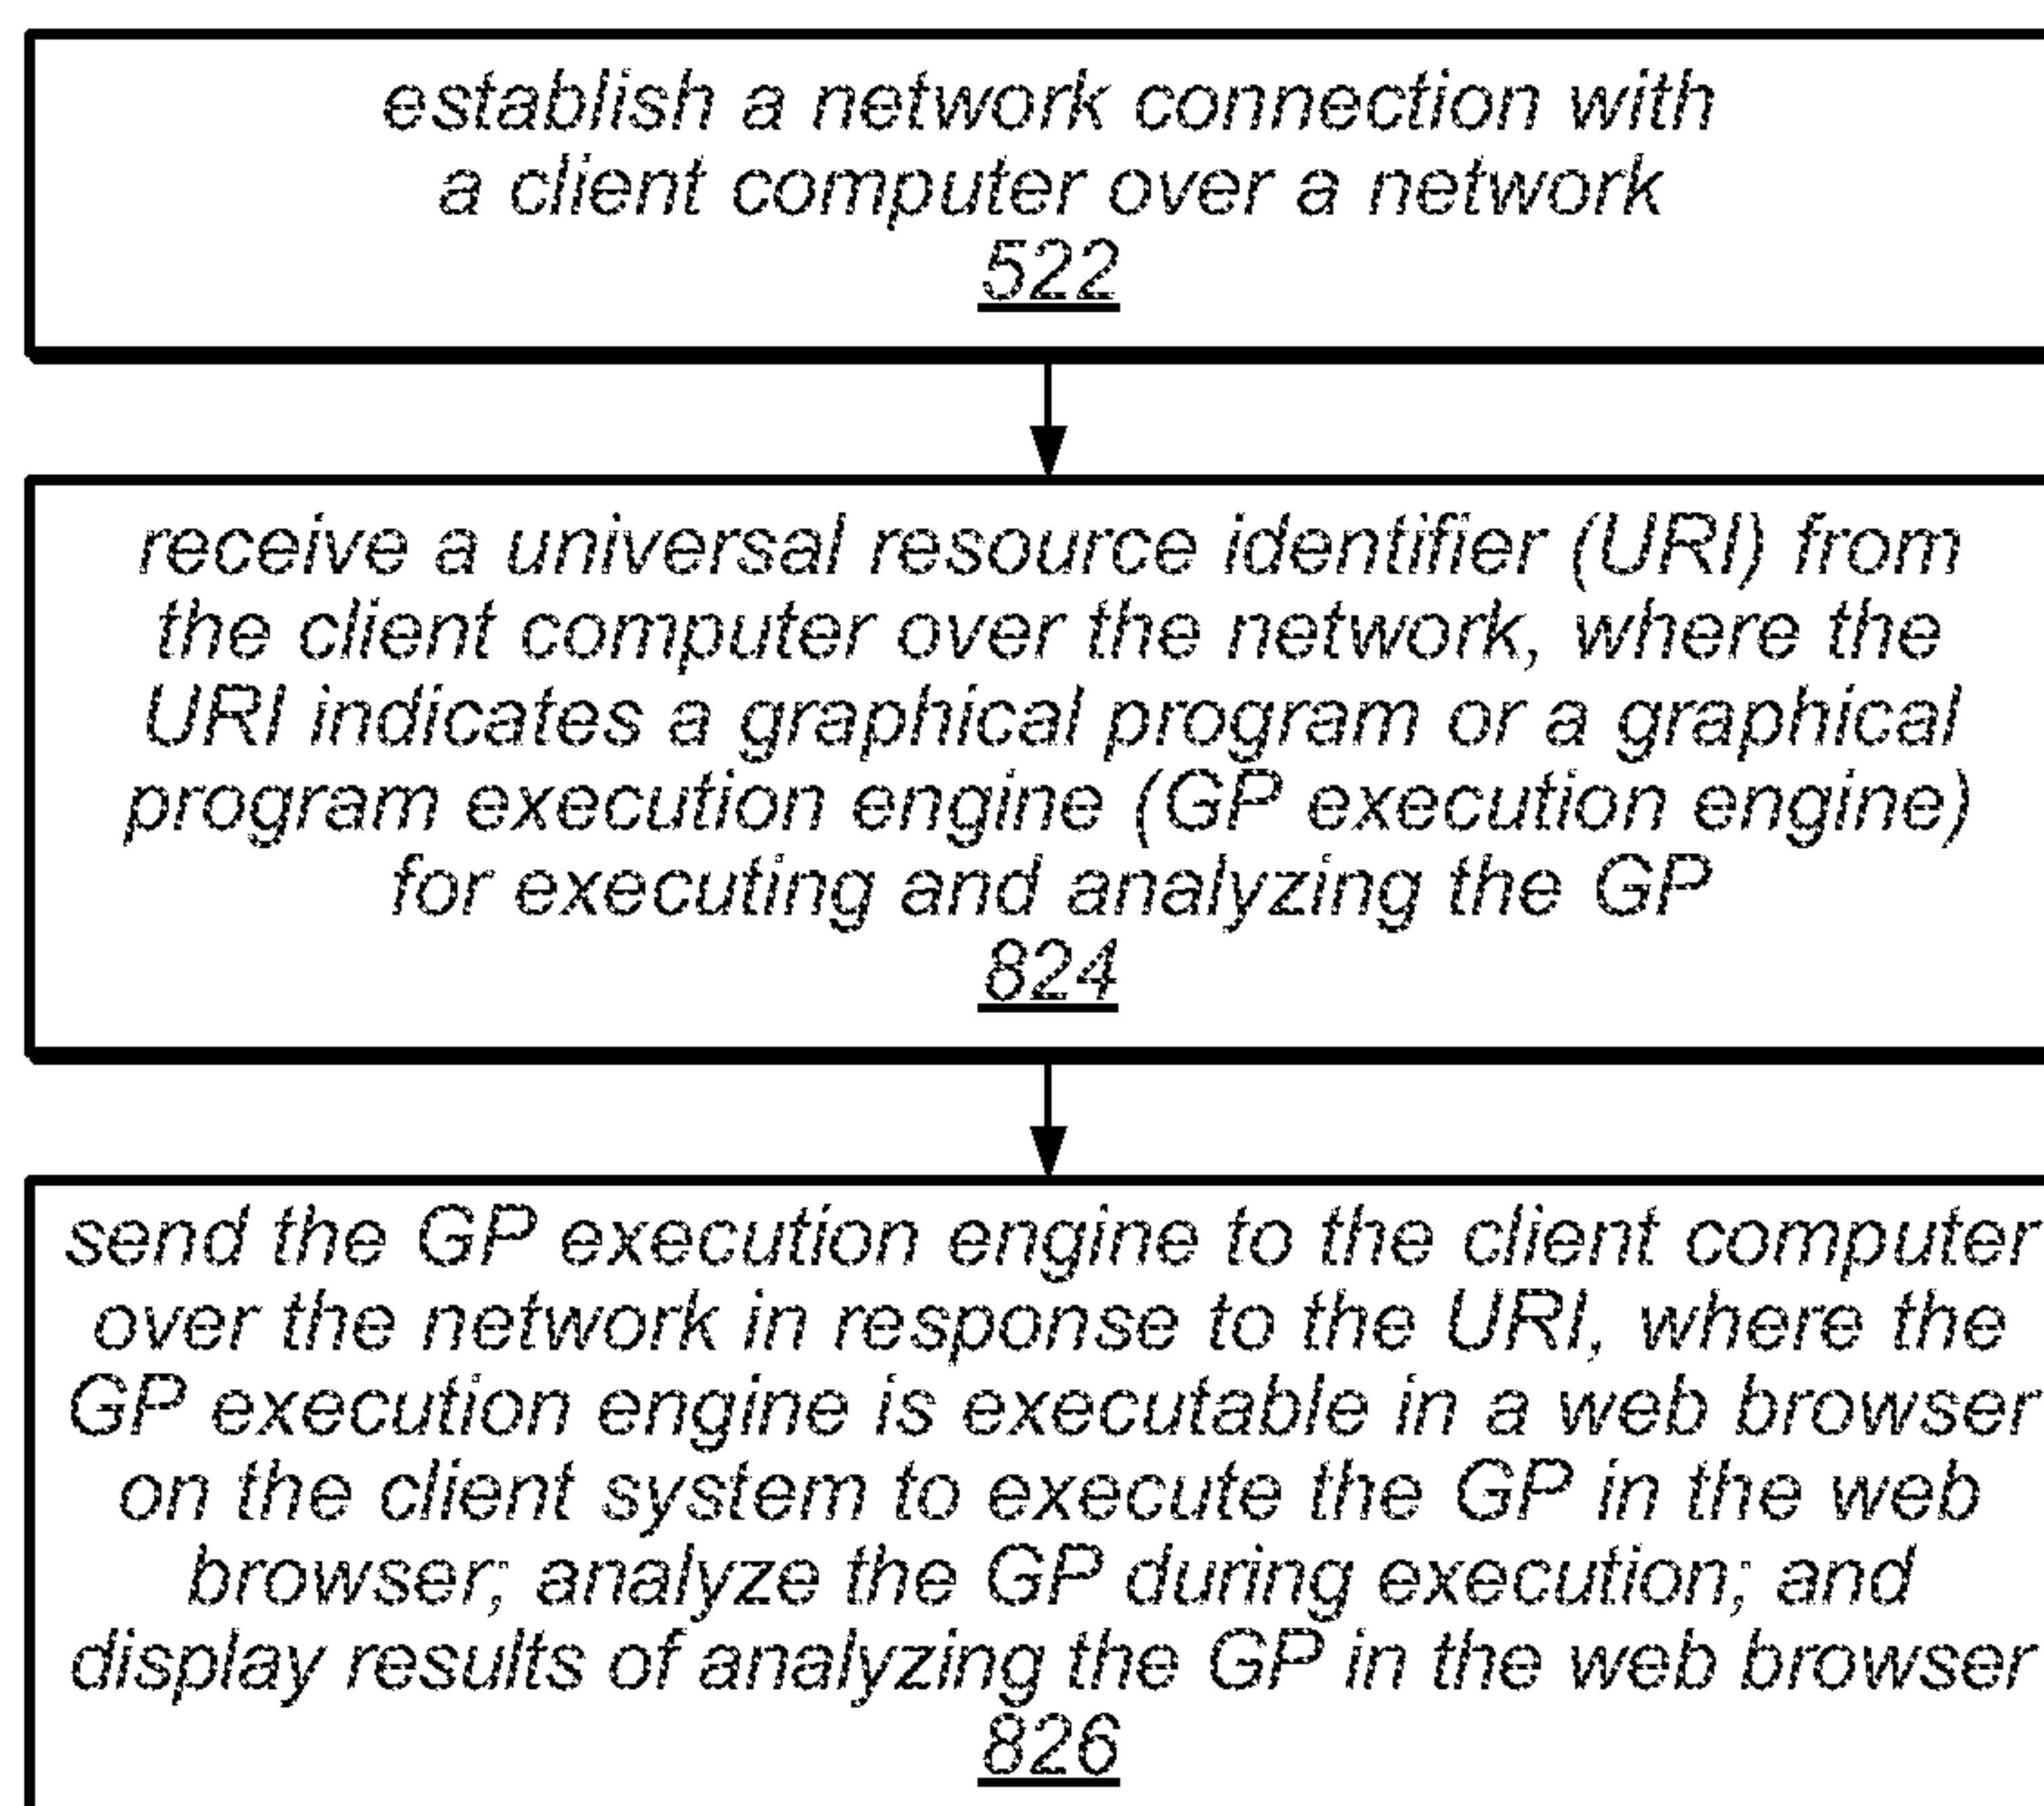 establish a network connection with
a client computer over a network
522
receive a universal resource identifier (URI) from
the client computer over the network, where the
URI indicates a graphical program or a graphical
program execution engine (GP execution engine)
for executing and analyzing the GP
824
send the GP execution engine to the client computer
over the network in response to the URI, where the
GP execution engine is executable in a web browser
on the client system to execute the GP in the web
browser; analyze the GP during execution; and
display results of analyzing the GP in the web browser
826